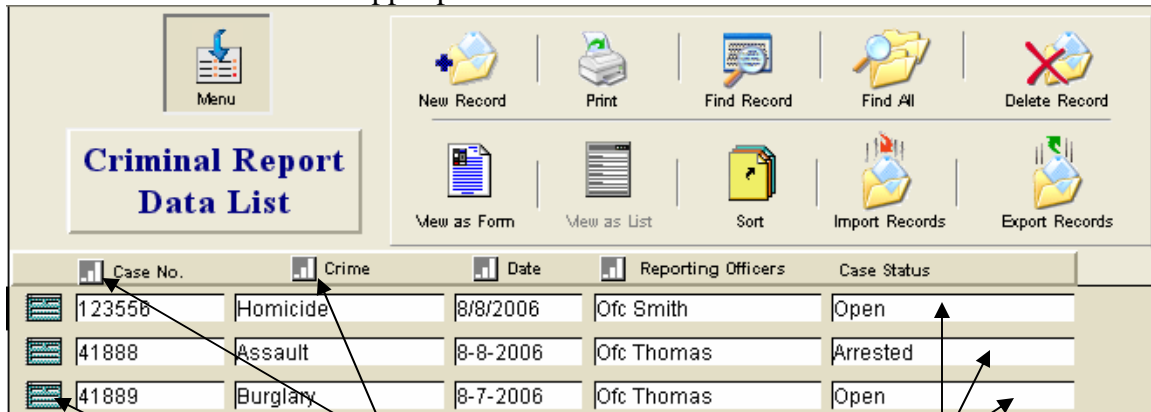 Menu
New Record Print Find Record Find All Delete Record
Criminal Report
Data List
View as Form View as List Sort Import Records Export Records
Case No. Crime Date Reporting Officers Case Status
123556 Homicide 8/8/2006 Ofc Smith Open
41888 Assault 8-8-2006 Ofc Thomas Arrested
41889 Burglary 8-7-2006 Ofc Thomas Open